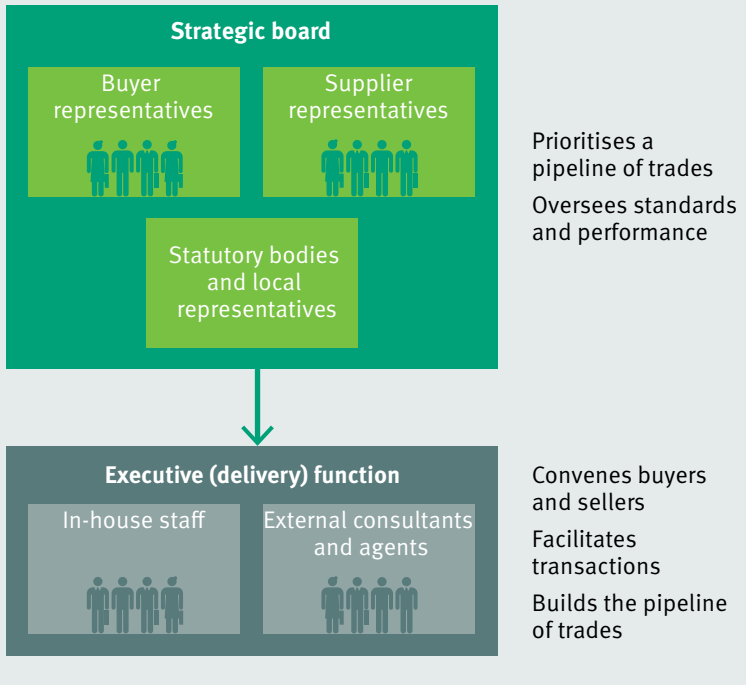 Strategic board
Buyer
representatives
Supplier
representatives
Statutory bodies
and local
representatives
Prioritises a
pipeline of trades
Oversees standards
and performance
Executive (delivery) function
In-house staff
External consultants
and agents
Convenes buyers
and sellers
Facilitates
transactions
Builds the pipeline
of trades